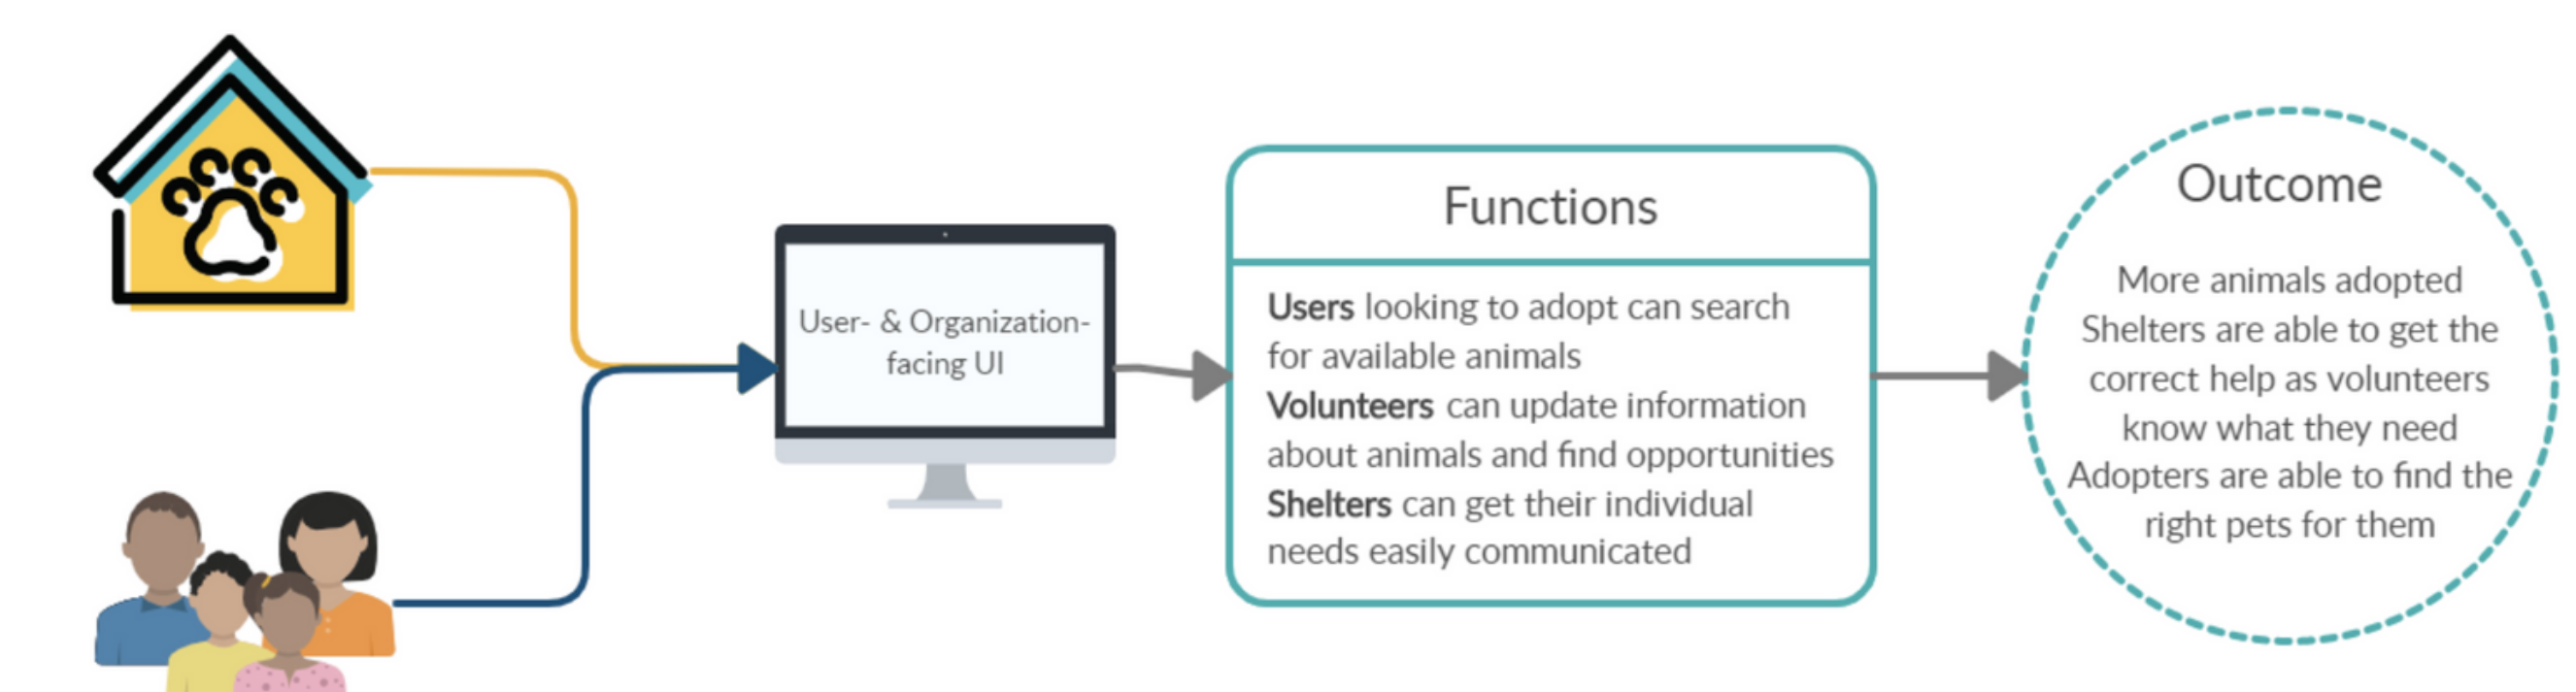 User- & Organization-
facing UI
Functions
Users looking to adopt can search
for available animals
Volunteers can update information
about animals and find opportunities
Shelters can get their individual
needs easily communicated
Outcome
More animals adopted
Shelters are able to get the
correct help as volunteers
know what they need
Adopters are able to find the
right pets for them